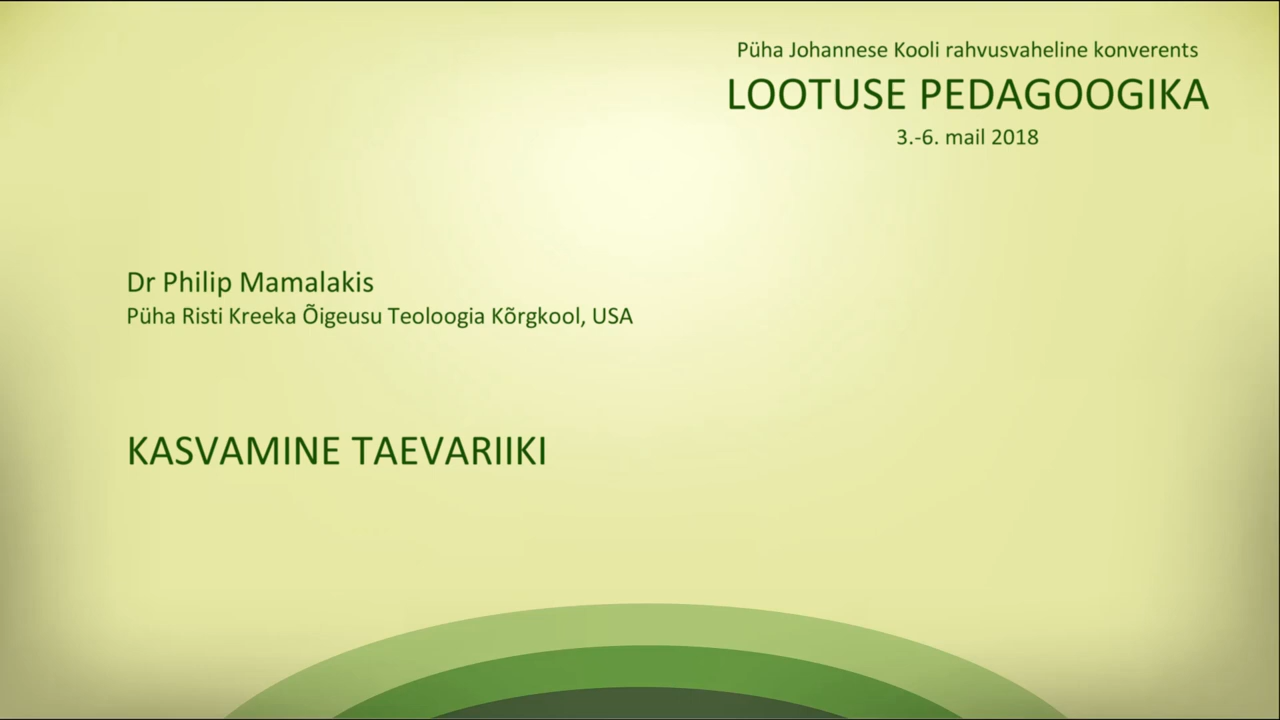 Püha Johannese Kooli rahvusvaheline konverents
LOOTUSE PEDAGOOGIKA
3.-6. mail 2018
Dr Philip Mamalakis
Püha Risti Kreeka Õigeusu Teoloogia Kõrgkool, USA
KASVAMINE TAEVARIIKI